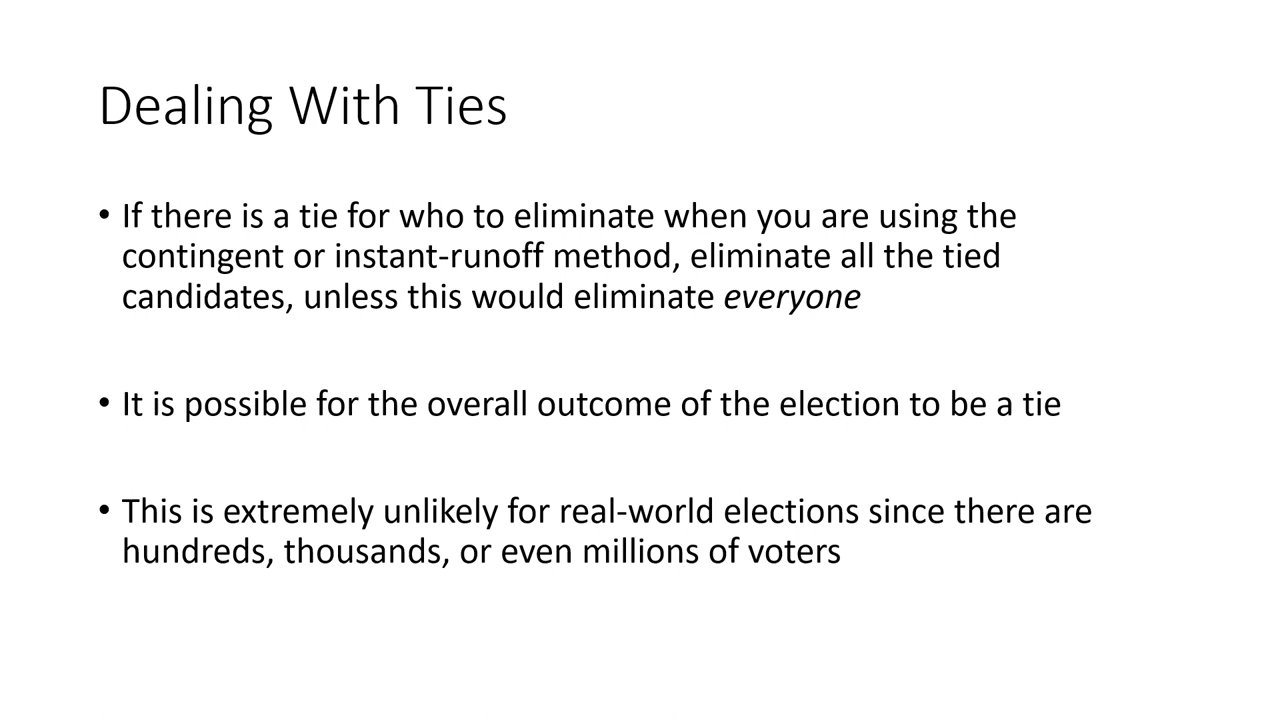 Dealing With Ties
• If there is a tie for who to eliminate when you are using the
contingent or instant-runoff method, eliminate all the tied
candidates, unless this would eliminate everyone
• It is possible for the overall outcome of the election to be a tie
• This is extremely unlikely for real-world elections since there are
hundreds, thousands, or even millions of voters